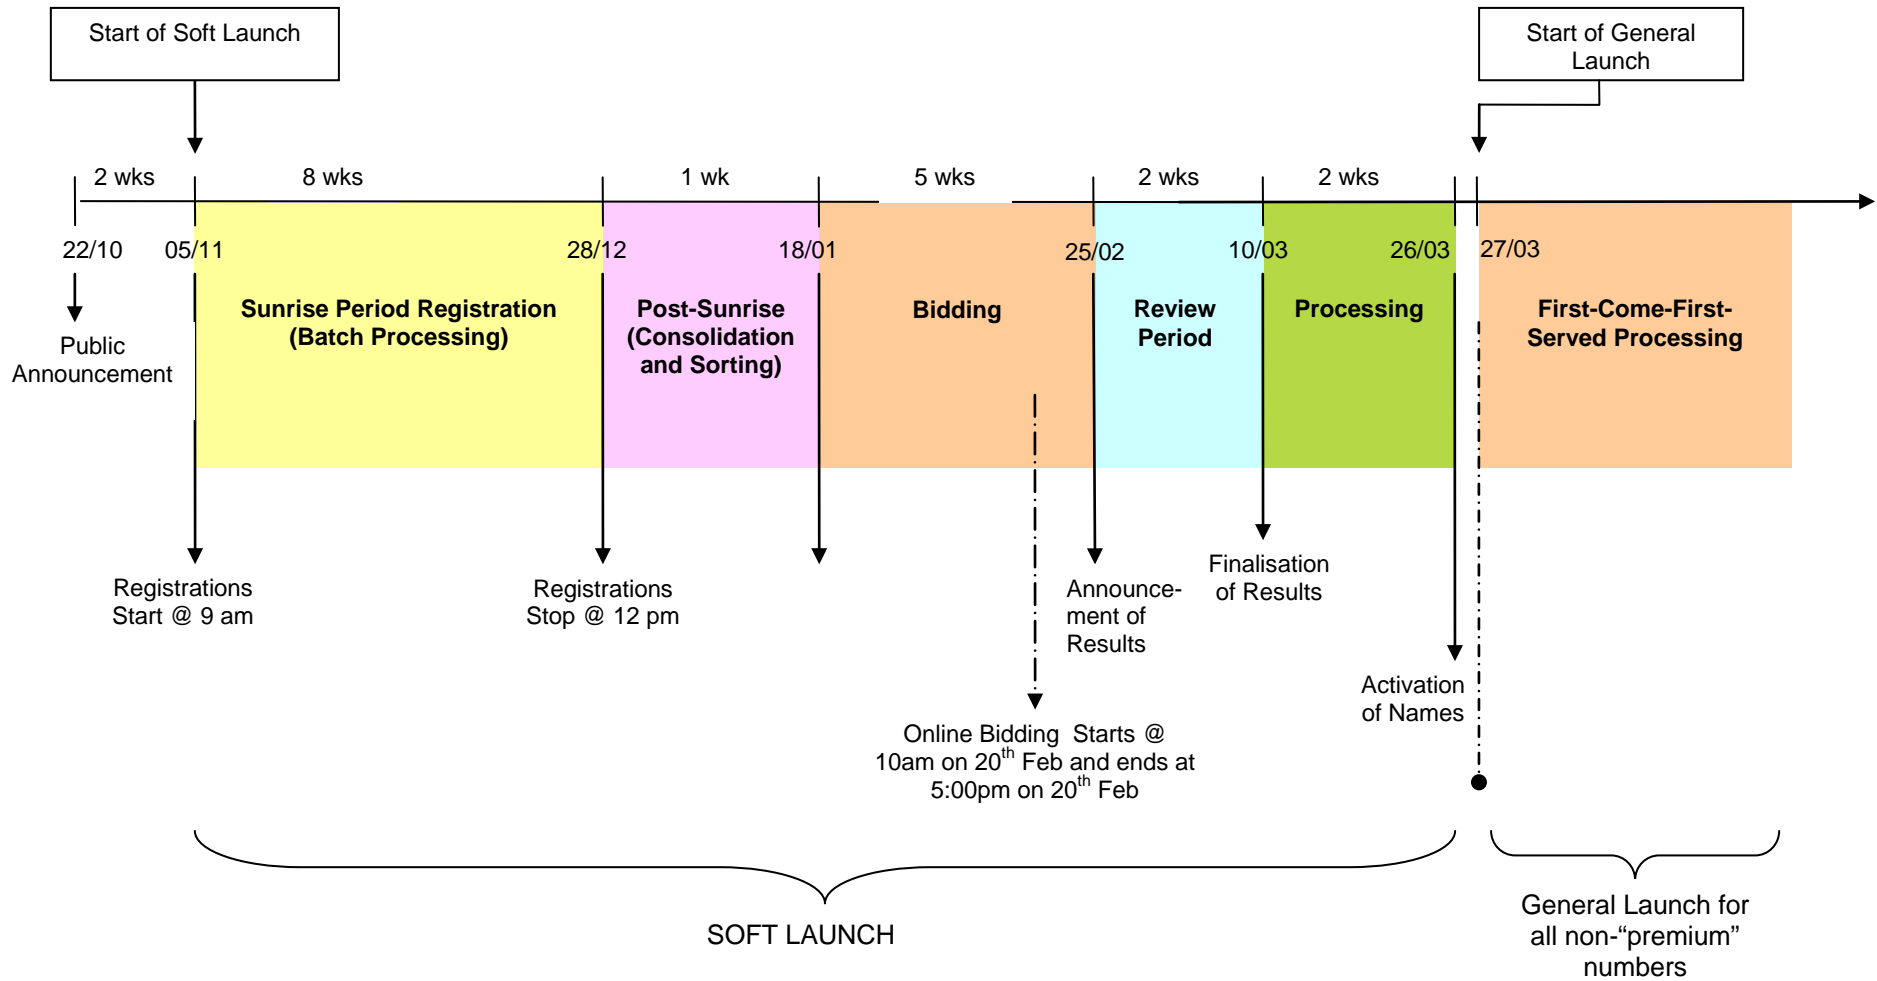 Start of Soft Launch
Start of General
Launch
2 wks
8 wks
1 wk
5 wks
2 wks
2 wks
22/10
05/11
28/12
18/01
25/02
10/03
26/03
27/03
Public
Announcement
Sunrise Period Registration
(Batch Processing)
Post-Sunrise
(Consolidation
and Sorting)
Bidding
Review
Period
Processing
First-Come-First-
Served Processing
Registrations
Start @ 9 am
Registrations
Stop @ 12 pm
Announce-
ment of
Results
Finalisation
of Results
Activation
of Names
Online Bidding  Starts @
10am on 20th Feb and ends at
5:00pm on 20th Feb
SOFT LAUNCH
General Launch for
all non-“premium”
numbers